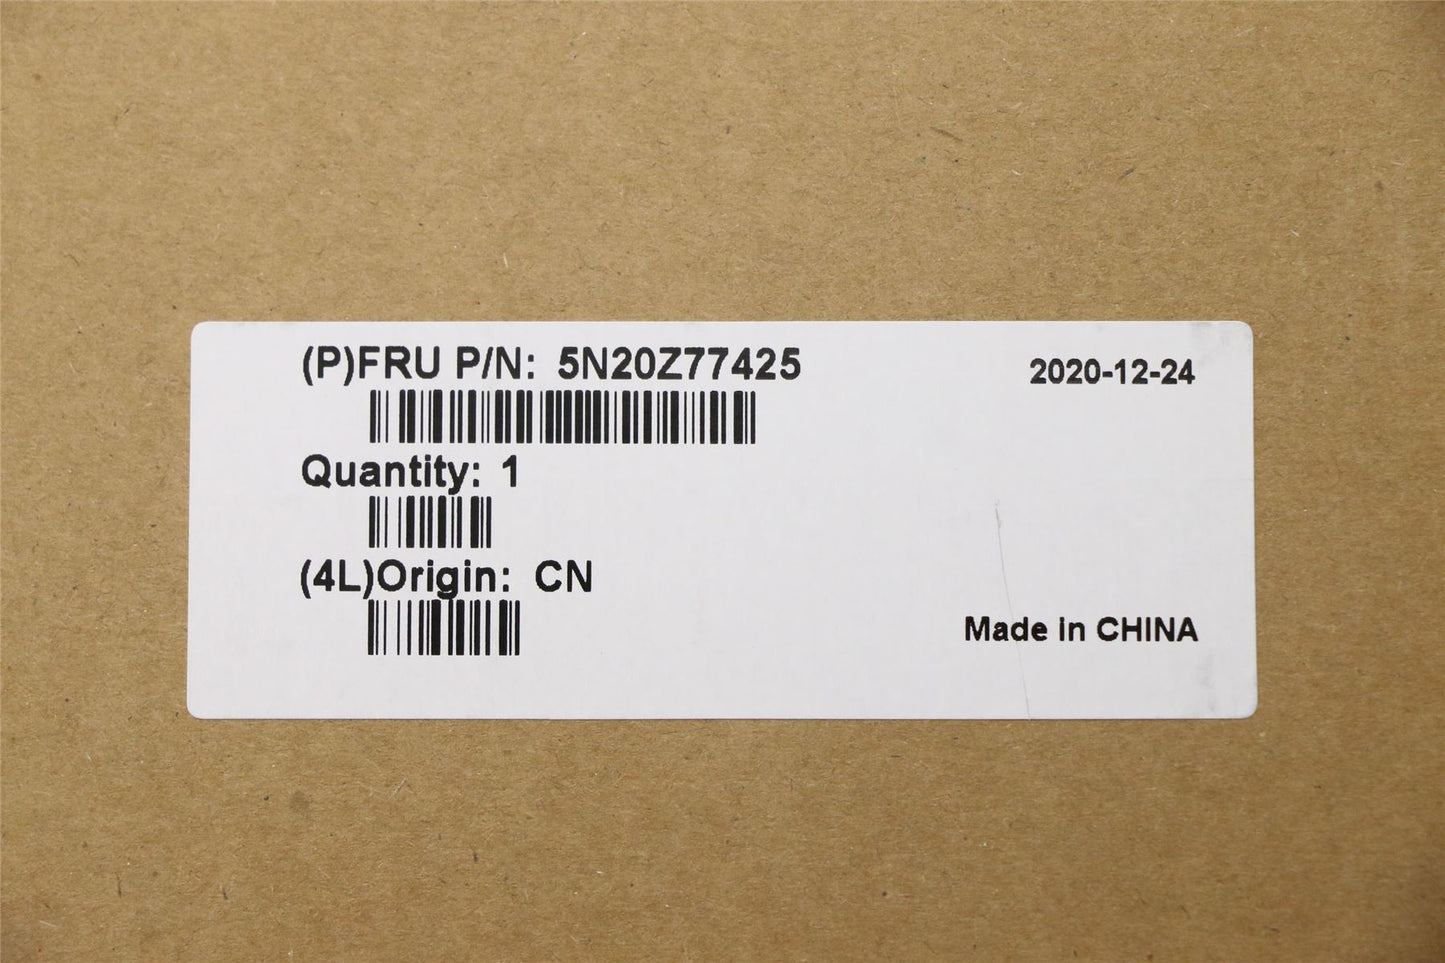 (P)FRU P/N: 5N20Z77425
2020-12-24
Quantity: 1
(4L)Origin: CN
Made in CHINA